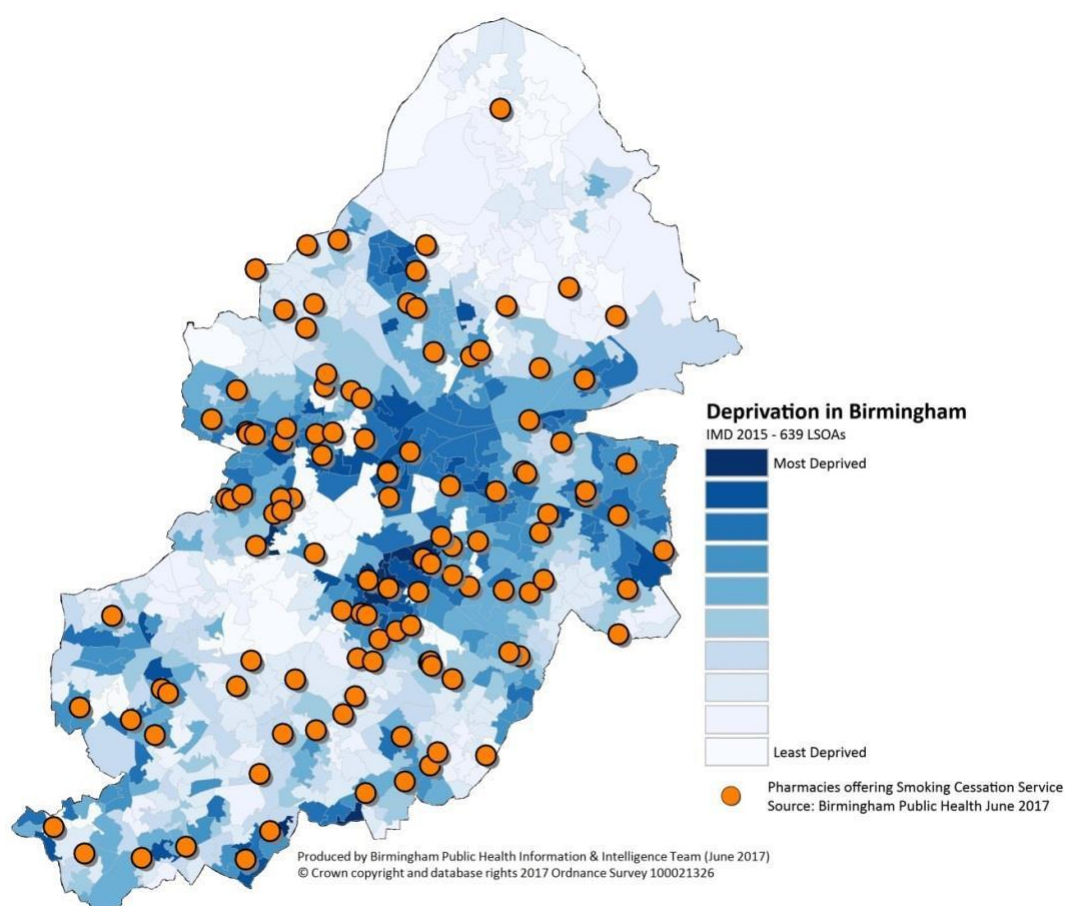 Deprivation in Birmingham
IMD 2015 - 639 LSOAs
Most Deprived
Least Deprived
Pharmacies offering Smoking Cessation Service
Source: Birmingham Public Health June 2017
Produced by Birmingham Public Health Information & Intelligence Team (June 2017)
© Crown copyright and database rights 2017 Ordnance Survey 100021326